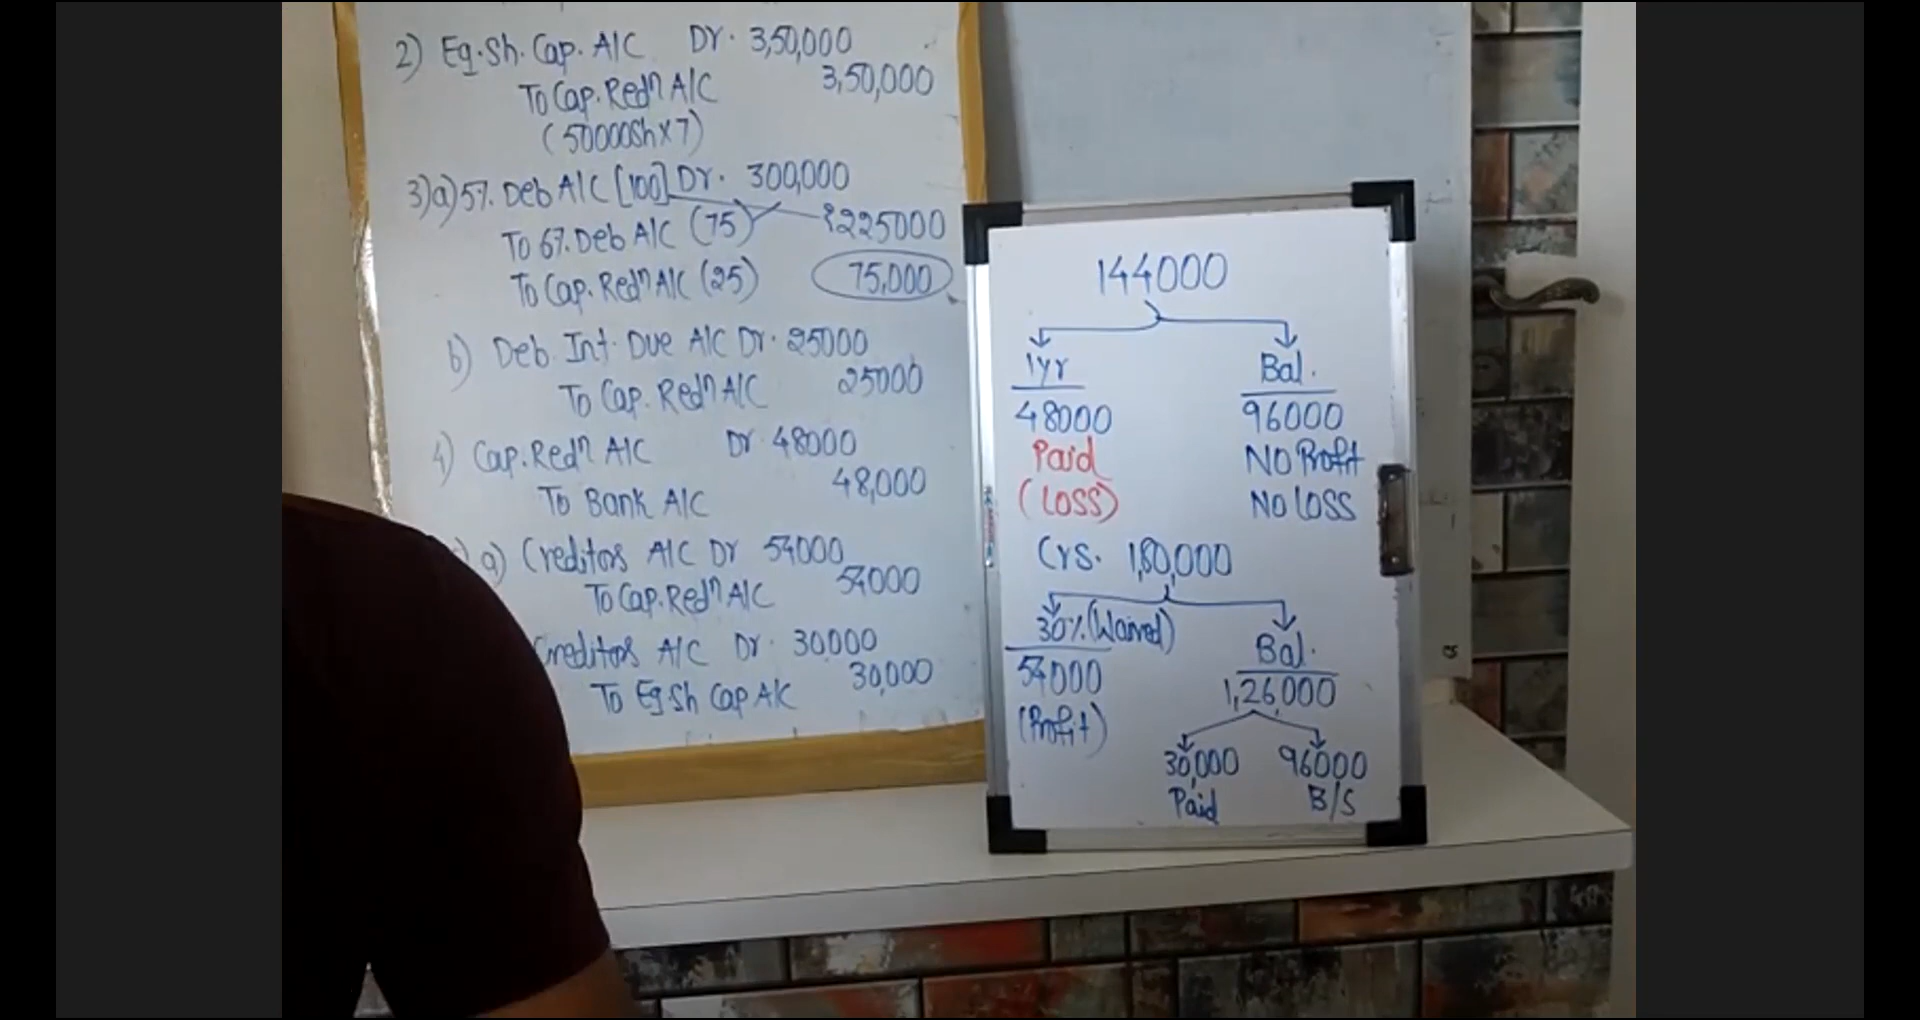 2) Eq. Sh. Cap. A/C Dr. 3,50,000
To Cap. Redn A/C 3,50,000
(50000Sh x 7)
3)a) 5% Deb A/C [100] Dr. 300,000
To 6% Deb A/C (75) ₹225000
To Cap. Redn A/C (25) 75,000
b) Deb Int. Due A/C Dr. 25000
To Cap. Redn A/C 25000
4) Cap. Redn A/C Dr 48000
To Bank A/C 48,000
a) Creditors A/C Dr 54000
To Cap. Redn A/C 54000
Creditors A/C Dr. 30,000
To Eq Sh Cap A/C 30,000
144000
1yr Bal.
48000 96000
Paid NO Profit
(LOSS) NO LOSS
Crs. 1,80,000
30% (Waived) Bal.
54000 1,26,000
(Profit)
30,000 96000
Paid B/S